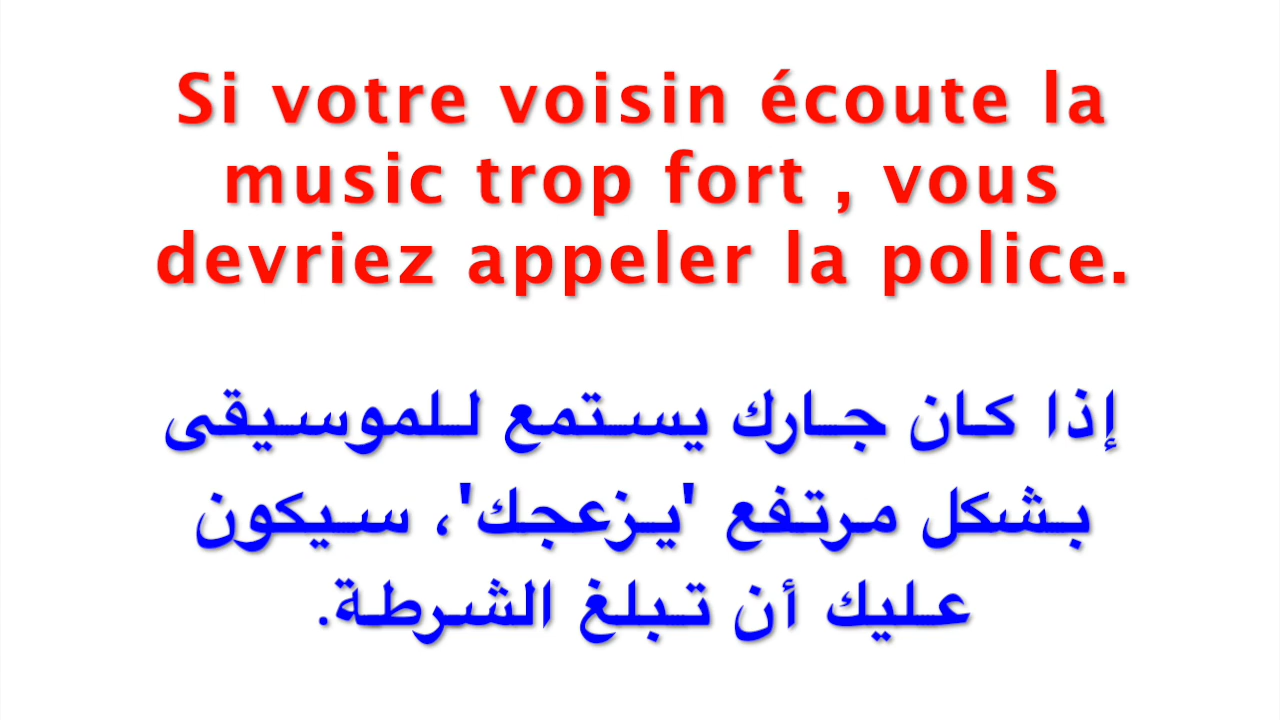 Si votre voisin écoute la
music trop fort , vous
devriez appeler la police.
إذا كان جارك يستمع للموسيقى
بشكل مرتفع 'يزعجك'، سيكون
عليك أن تبلغ الشرطة.